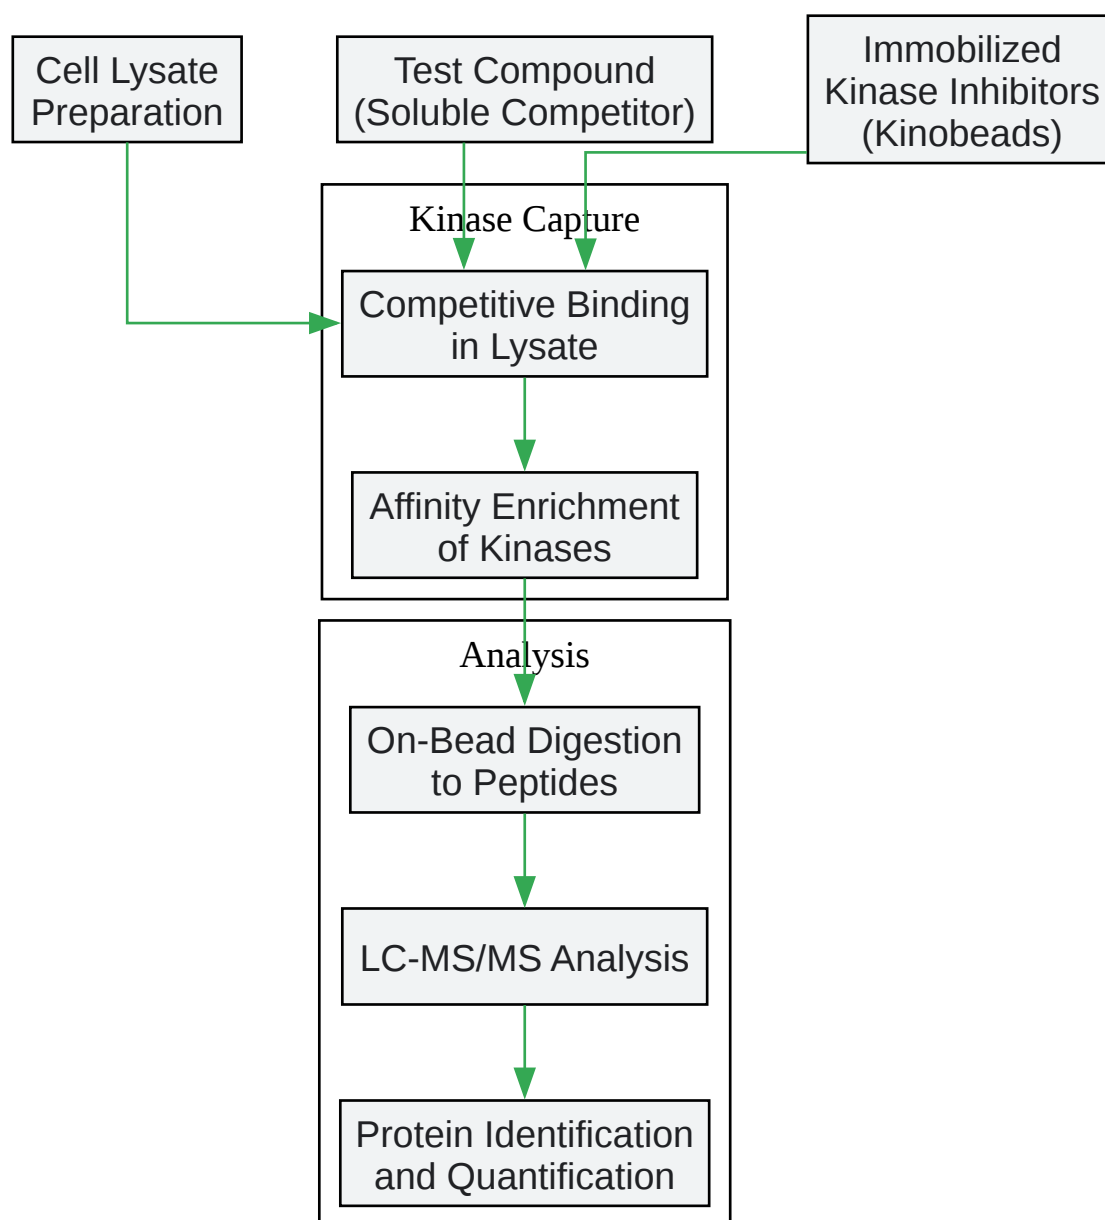 Cell Lysate
Preparation
Test Compound
(Soluble Competitor)
Immobilized
Kinase Inhibitors
(Kinobeads)
Kinase Capture
Competitive Binding
in Lysate
Affinity Enrichment
of Kinases
Analysis
On-Bead Digestion
to Peptides
LC-MS/MS Analysis
Protein Identification
and Quantification